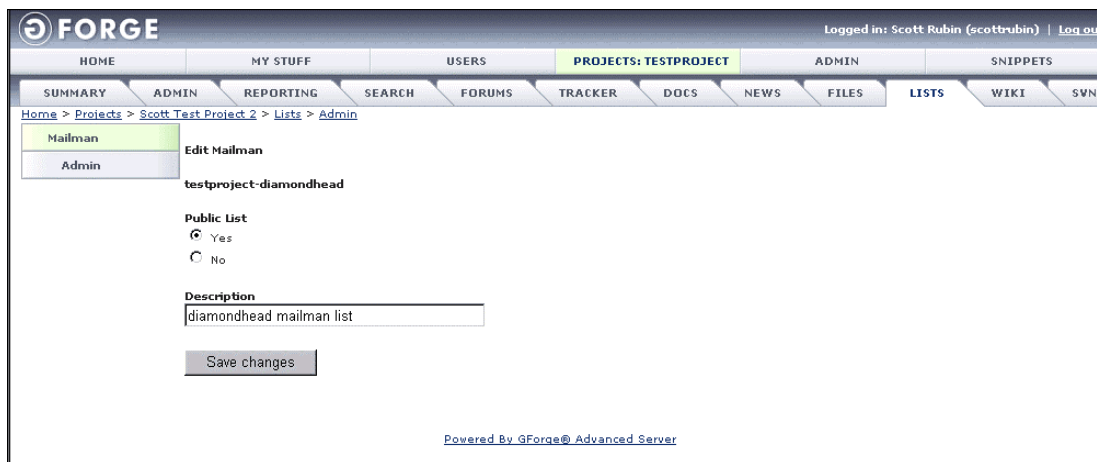 GFORGE
Logged in: Scott Rubin (scottrubin) | Log ou
HOME MY STUFF USERS PROJECTS: TESTPROJECT ADMIN SNIPPETS
SUMMARY ADMIN REPORTING SEARCH FORUMS TRACKER DOCS NEWS FILES LISTS WIKI SVN
Home > Projects > Scott Test Project 2 > Lists > Admin
Mailman
Admin
Edit Mailman
testproject-diamondhead
Public List
Yes
No
Description
diamondhead mailman list
Save changes
Powered By GForge® Advanced Server